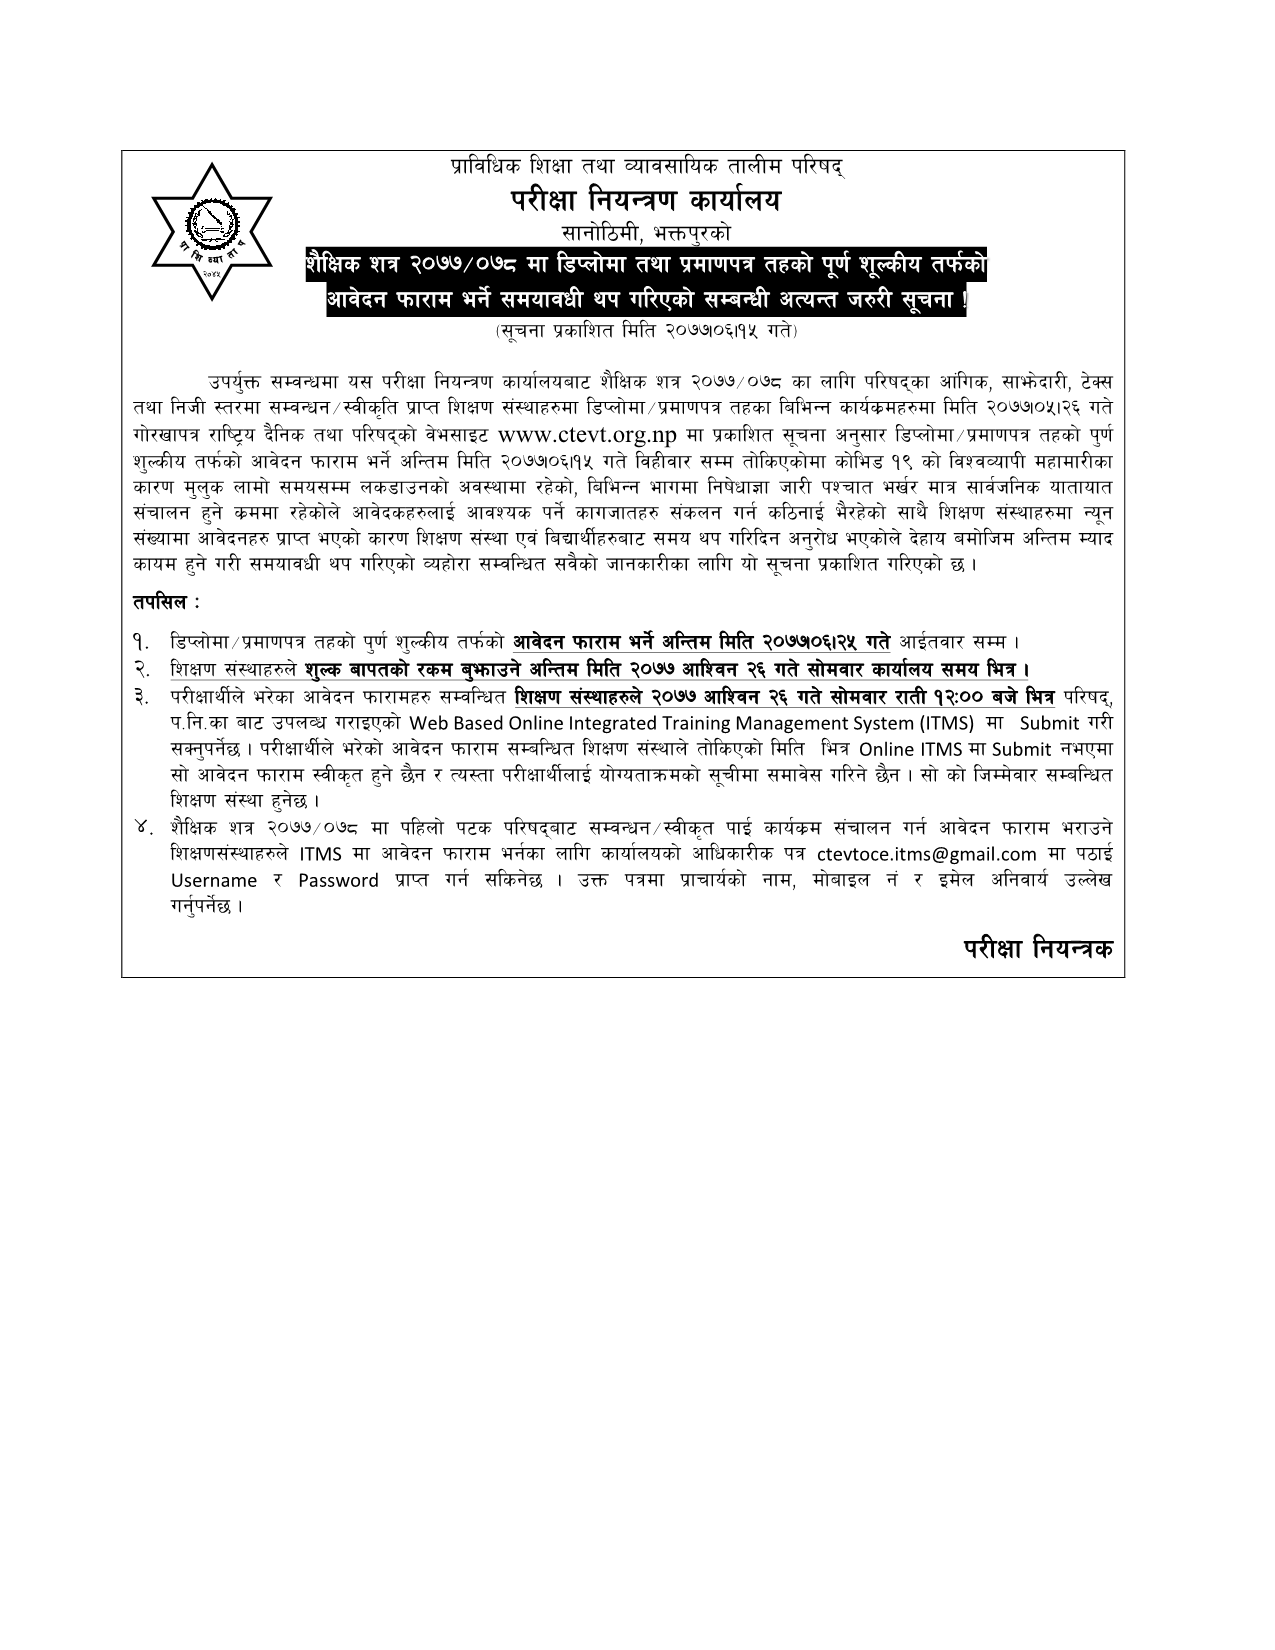 प्राविधिक शिक्षा तथा व्यावसायिक तालीम परिषद्
परीक्षा नियन्त्रण कार्यालय
सानोठिमी, भक्तपुरको
शैक्षिक शत्र २०७७/०७८ मा डिप्लोमा तथा प्रमाणपत्र तहको पूर्ण शूल्कीय तर्फको
आवेदन फाराम भर्ने समयावधी थप गरिएको सम्बन्धी अत्यन्त जरुरी सूचना !
(सूचना प्रकाशित मिति २०७७।०६।१५ गते)
प्रा शि व्या ता प
२०४५
उपर्युक्त सम्वन्धमा यस परीक्षा नियन्त्रण कार्यालयबाट शैक्षिक शत्र २०७७/०७८ का लागि परिषद्का आंगिक, साझेदारी, टेक्स
तथा निजी स्तरमा सम्वन्धन/स्वीकृति प्राप्त शिक्षण संस्थाहरुमा डिप्लोमा/प्रमाणपत्र तहका बिभिन्न कार्यक्रमहरुमा मिति २०७७।०५।२६ गते
गोरखापत्र राष्ट्रिय दैनिक तथा परिषद्को वेभसाइट www.ctevt.org.np मा प्रकाशित सूचना अनुसार डिप्लोमा/प्रमाणपत्र तहको पुर्ण
शुल्कीय तर्फको आवेदन फाराम भर्ने अन्तिम मिति २०७७।०६।१५ गते विहीवार सम्म तोकिएकोमा कोभिड १९ को विश्वव्यापी महामारीका
कारण मुलुक लामो समयसम्म लकडाउनको अवस्थामा रहेको, बिभिन्न भागमा निषेधाज्ञा जारी पश्चात भर्खर मात्र सार्वजनिक यातायात
संचालन हुने क्रममा रहेकोले आवेदकहरुलाई आवश्यक पर्ने कागजातहरु संकलन गर्न कठिनाई भैरहेको साथै शिक्षण संस्थाहरुमा न्यून
संख्यामा आवेदनहरु प्राप्त भएको कारण शिक्षण संस्था एवं बिद्यार्थीहरुबाट समय थप गरिदिन अनुरोध भएकोले देहाय बमोजिम अन्तिम म्याद
कायम हुने गरी समयावधी थप गरिएको व्यहोरा सम्वन्धित सवैको जानकारीका लागि यो सूचना प्रकाशित गरिएको छ ।
तपसिल :
१. डिप्लोमा/प्रमाणपत्र तहको पुर्ण शुल्कीय तर्फको आवेदन फाराम भर्ने अन्तिम मिति २०७७।०६।२५ गते आईतवार सम्म ।
२. शिक्षण संस्थाहरुले शुल्क बापतको रकम बुझाउने अन्तिम मिति २०७७ आश्विन २६ गते सोमवार कार्यालय समय भित्र ।
३. परीक्षार्थीले भरेका आवेदन फारामहरु सम्वन्धित शिक्षण संस्थाहरुले २०७७ आश्विन २६ गते सोमवार राती १२:०० बजे भित्र परिषद्,
प.नि.का बाट उपलव्ध गराइएको Web Based Online Integrated Training Management System (ITMS) मा Submit गरी
सक्नुपर्नेछ । परीक्षार्थीले भरेको आवेदन फाराम सम्बन्धित शिक्षण संस्थाले तोकिएको मिति भित्र Online ITMS मा Submit नभएमा
सो आवेदन फाराम स्वीकृत हुने छैन र त्यस्ता परीक्षार्थीलाई योग्यताक्रमको सूचीमा समावेस गरिने छैन । सो को जिम्मेवार सम्बन्धित
शिक्षण संस्था हुनेछ ।
४. शैक्षिक शत्र २०७७/०७८ मा पहिलो पटक परिषद्बाट सम्वन्धन/स्वीकृत पाई कार्यक्रम संचालन गर्न आवेदन फाराम भराउने
शिक्षणसंस्थाहरुले ITMS मा आवेदन फाराम भर्नका लागि कार्यालयको आधिकारीक पत्र ctevtoce.itms@gmail.com मा पठाई
Username र Password प्राप्त गर्न सकिनेछ । उक्त पत्रमा प्राचार्यको नाम, मोबाइल नं र इमेल अनिवार्य उल्लेख
गर्नुपर्नेछ ।
परीक्षा नियन्त्रक